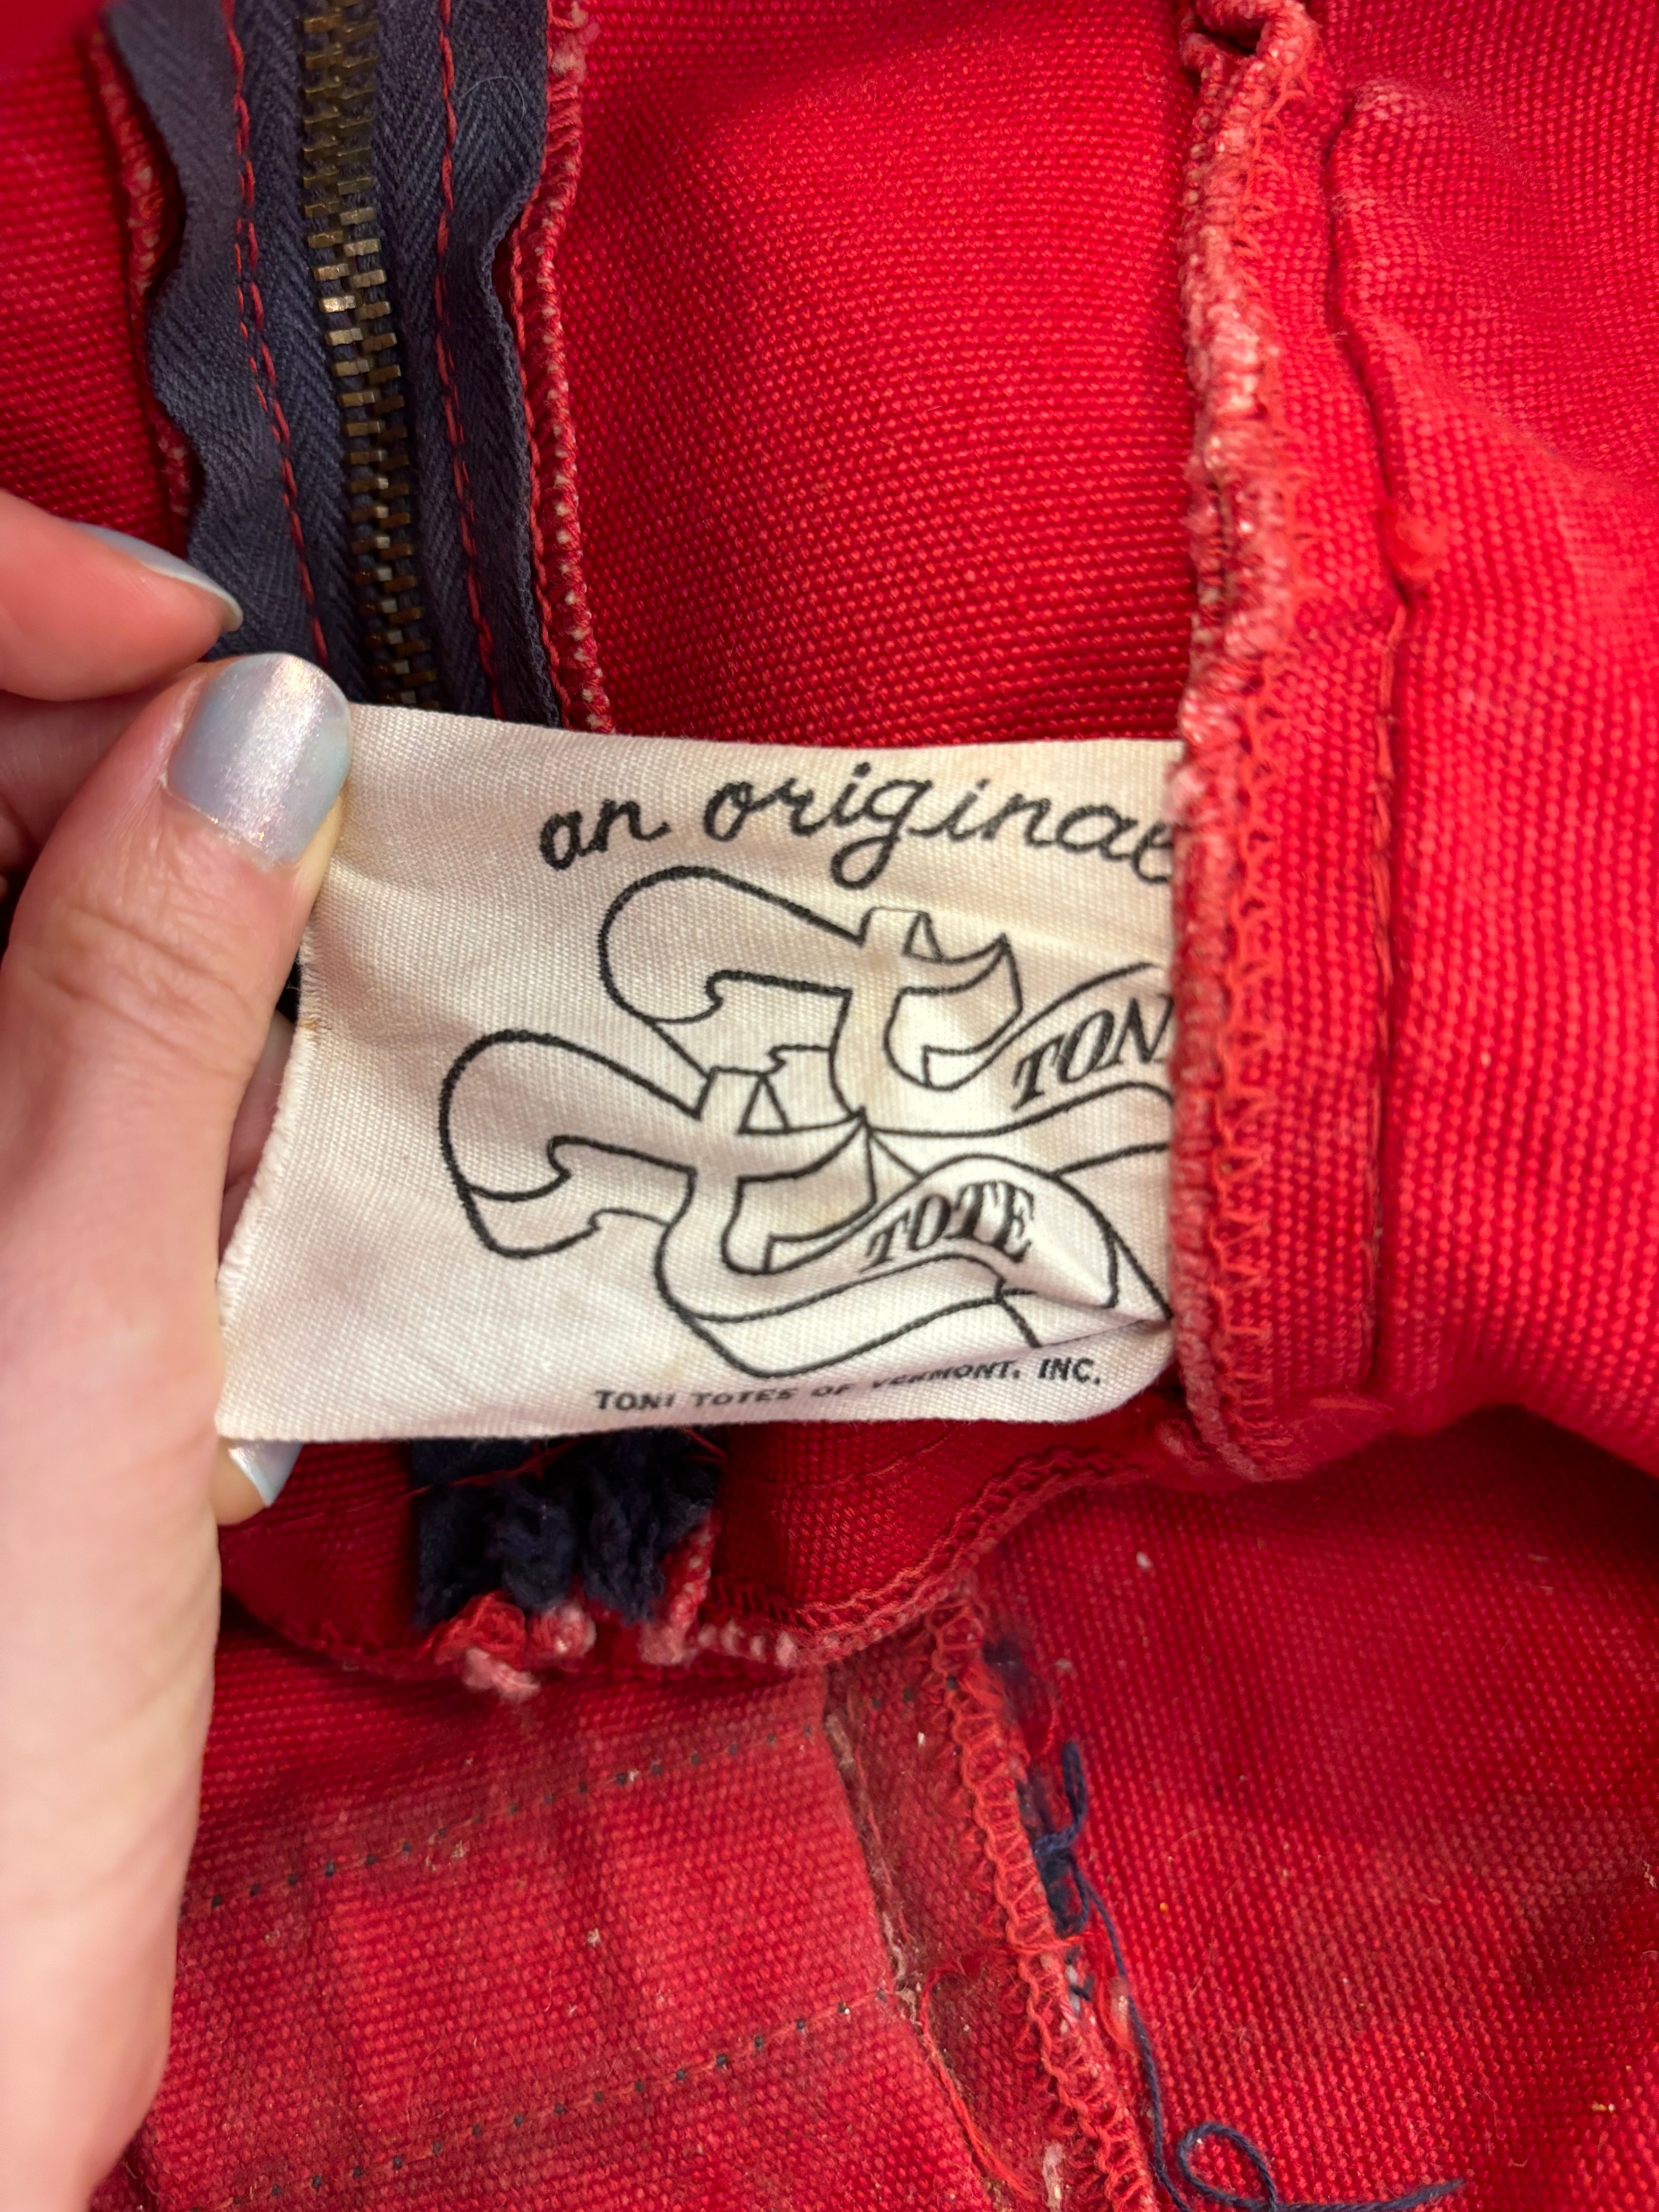 an original
TONI
TOTE
TONI TOTES OF VERMONT, INC.